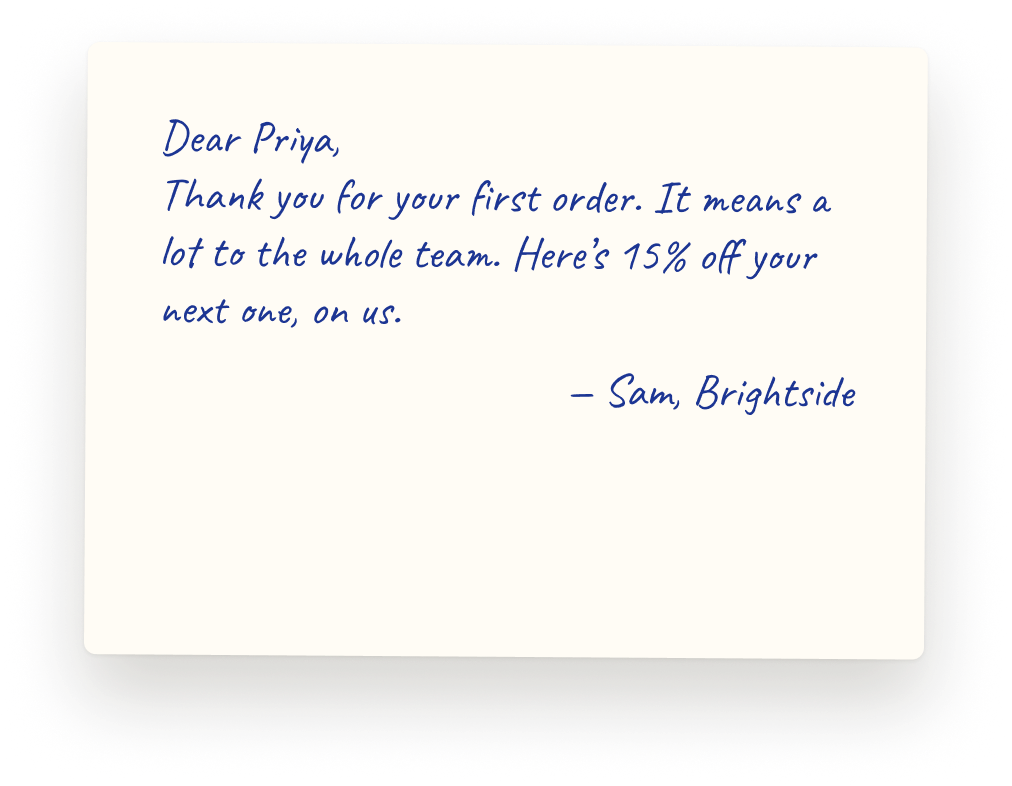 Dear Priya,
Thank you for your first order. It means a
lot to the whole team. Here’s 15% off your
next one, on us.
– Sam, Brightside